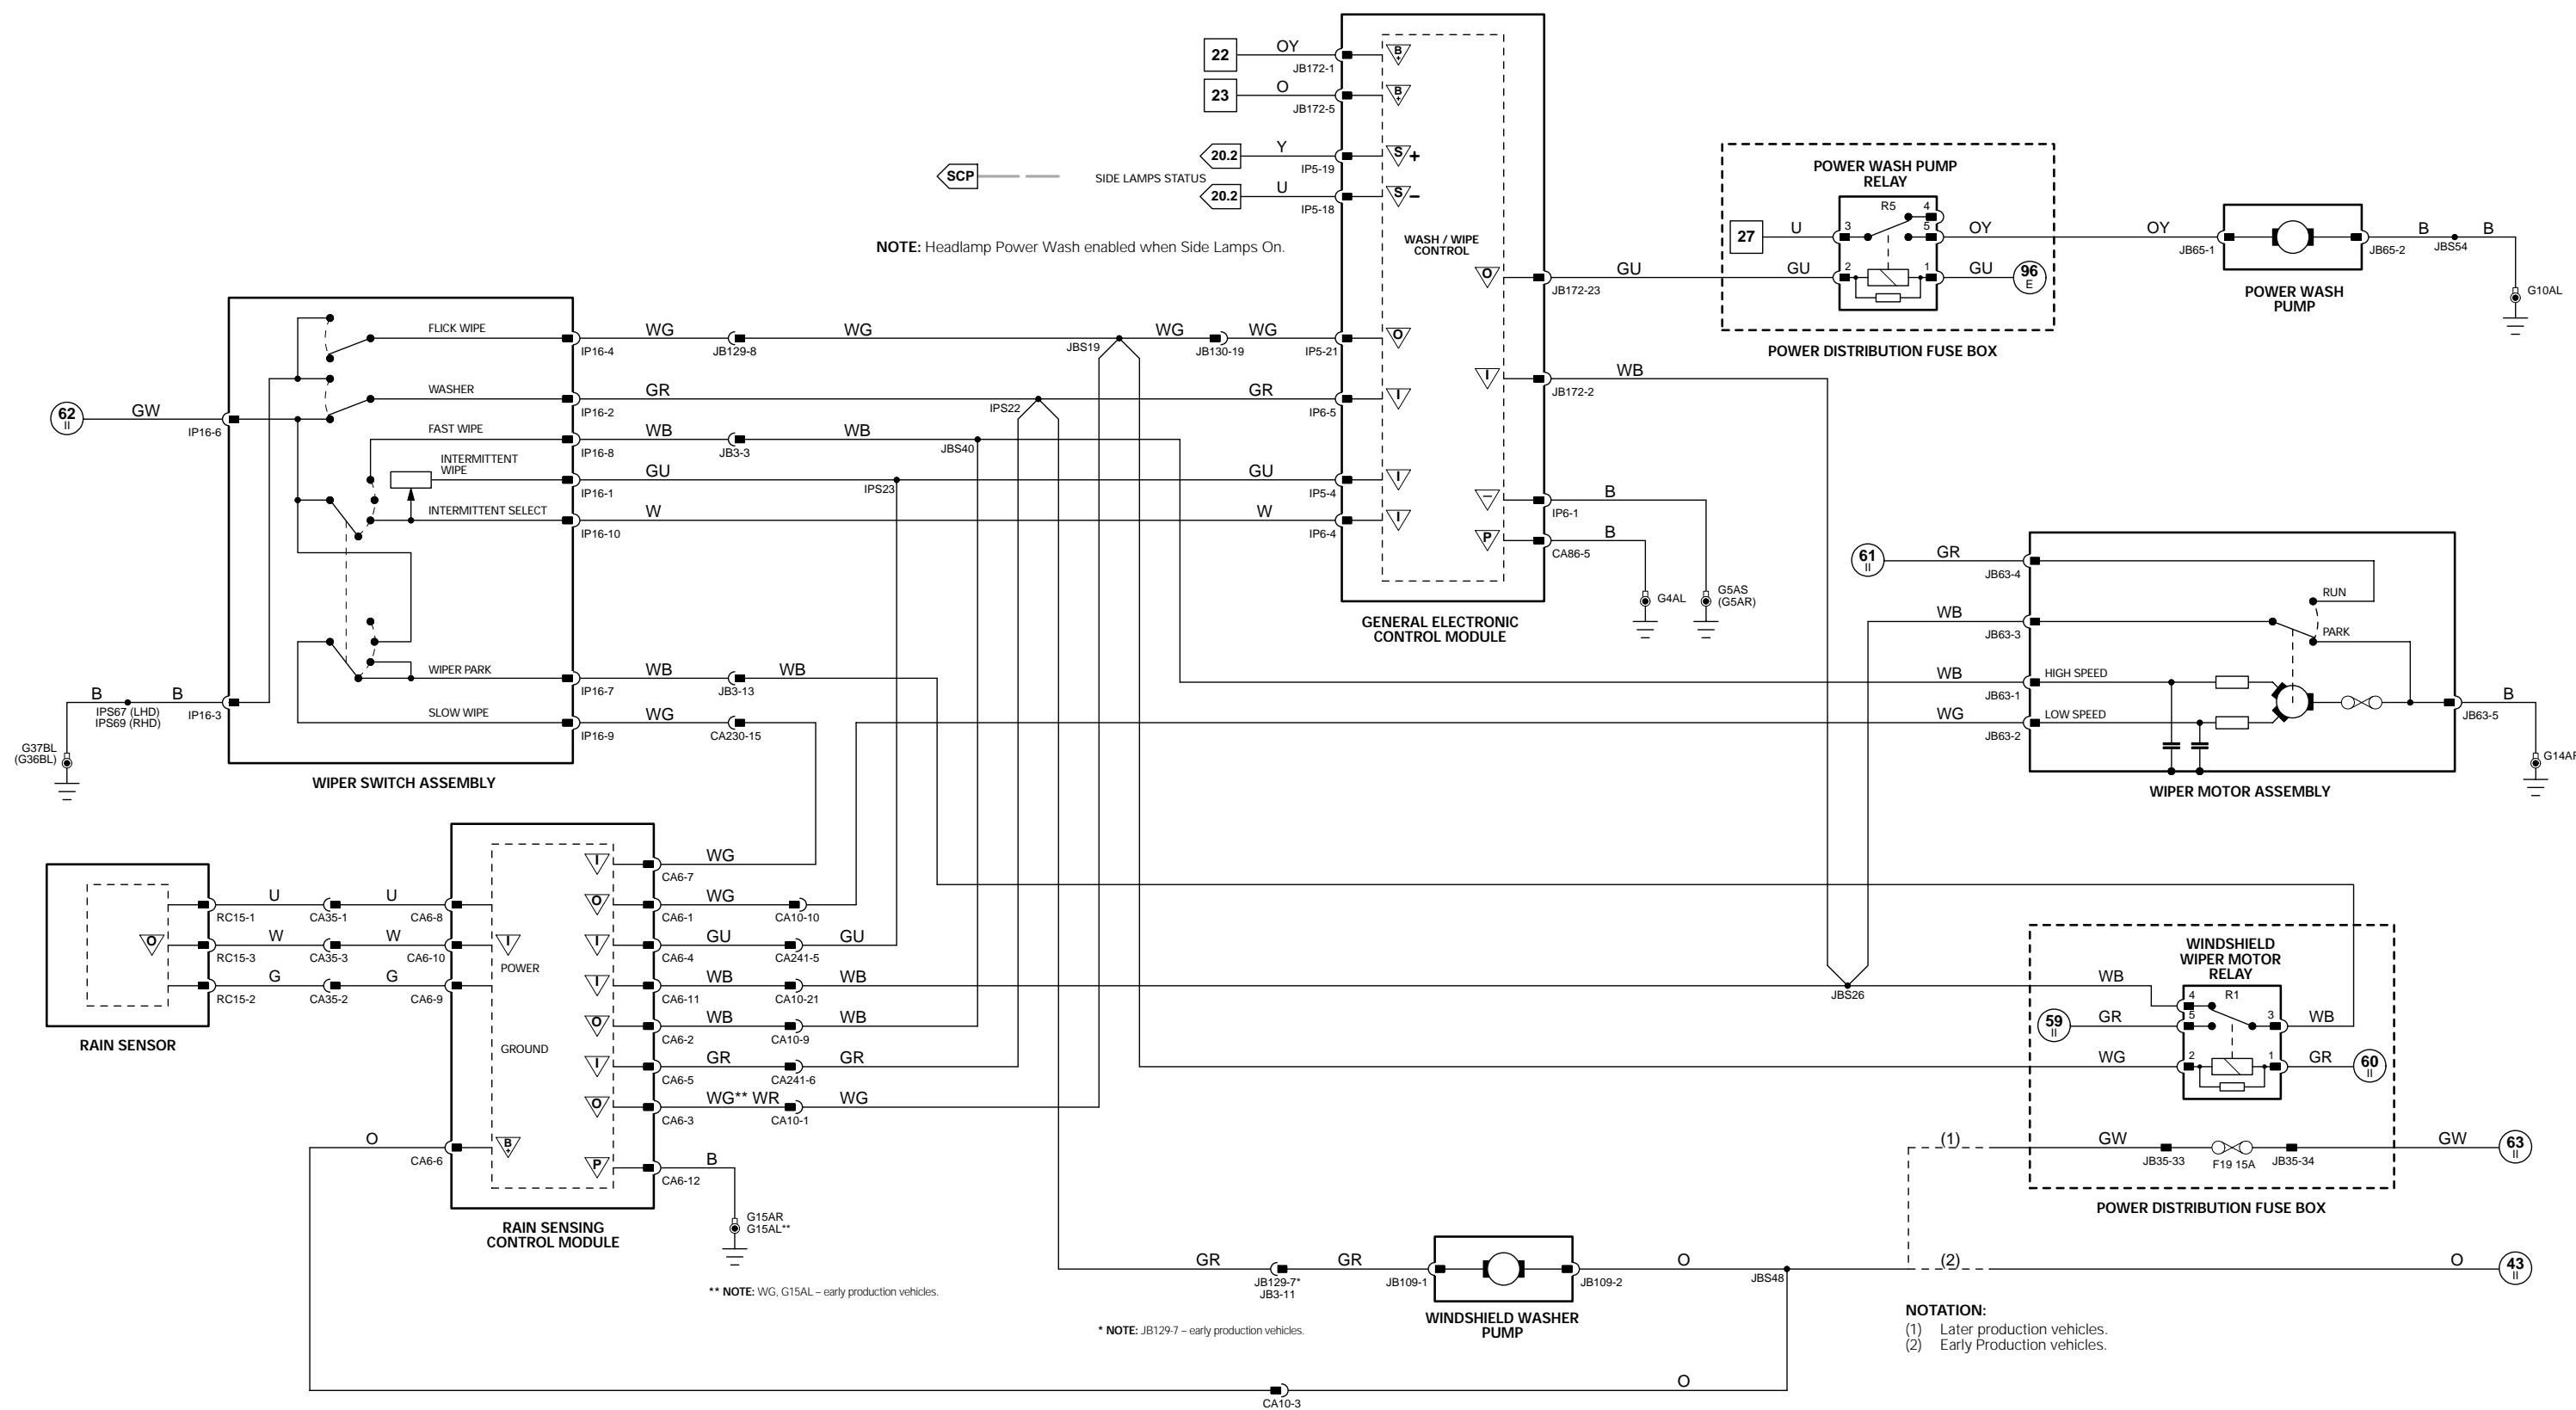 22
OY
JB172-1
B
+
23
O
JB172-5
B
+
20.2
Y
IP5-19
S
+
SCP
SIDE LAMPS STATUS
20.2
U
IP5-18
S
–
NOTE: Headlamp Power Wash enabled when Side Lamps On.
WASH / WIPE
CONTROL
O
JB172-23
GU
POWER WASH PUMP
RELAY
R5
27
U
3
4
5
OY
OY
GU
2
1
GU
96
E
POWER DISTRIBUTION FUSE BOX
JB65-1
JB65-2
B
JBS54
B
G10AL
POWER WASH
PUMP
FLICK WIPE
IP16-4
WG
JB129-8
WG
JBS19
WG
JB130-19
WG
IP5-21
O
I
JB172-2
WB
62
II
GW
IP16-6
WASHER
IP16-2
GR
IPS22
GR
IP6-5
I
FAST WIPE
IP16-8
WB
JB3-3
WB
JBS40
INTERMITTENT
WIPE
IP16-1
GU
IPS23
GU
IP5-4
I
INTERMITTENT SELECT
IP16-10
W
W
IP6-4
I
–
IP6-1
B
P
CA86-5
B
G4AL
G5AS
(G5AR)
GENERAL ELECTRONIC
CONTROL MODULE
61
II
GR
JB63-4
RUN
WB
JB63-3
PARK
WB
JB63-1
HIGH SPEED
WG
JB63-2
LOW SPEED
JB63-5
B
WIPER MOTOR ASSEMBLY
WIPER PARK
IP16-7
WB
JB3-13
WB
SLOW WIPE
IP16-9
WG
CA230-15
B
IPS67 (LHD)
IPS69 (RHD)
B
IP16-3
G37BL
(G36BL)
WIPER SWITCH ASSEMBLY
RAIN SENSOR
O
RC15-1
U
CA35-1
U
CA6-8
RC15-3
W
CA35-3
W
CA6-10
I
POWER
RC15-2
G
CA35-2
G
CA6-9
GROUND
I
CA6-7
WG
O
CA6-1
WG
CA10-10
I
CA6-4
GU
CA241-5
GU
I
CA6-11
WB
CA10-21
WB
JBS26
O
CA6-2
WB
CA10-9
WB
I
CA6-5
GR
CA241-6
GR
O
CA6-3
WG** WR
CA10-1
WG
O
CA6-6
B
+
P
CA6-12
B
G15AR
G15AL**
RAIN SENSING
CONTROL MODULE
** NOTE: WG, G15AL – early production vehicles.
WINDSHIELD
WIPER MOTOR
RELAY
WB
4
R1
59
II
GR
5
3
WB
WG
2
1
GR
60
II
(1)
GW
JB35-33
F19 15A
JB35-34
GW
63
II
POWER DISTRIBUTION FUSE BOX
GR
JB129-7*
JB3-11
GR
JB109-1
JB109-2
O
JBS48
(2)
O
43
II
WINDSHIELD WASHER
PUMP
* NOTE: JB129-7 – early production vehicles.
NOTATION:
(1) Later production vehicles.
(2) Early Production vehicles.
CA10-3
O